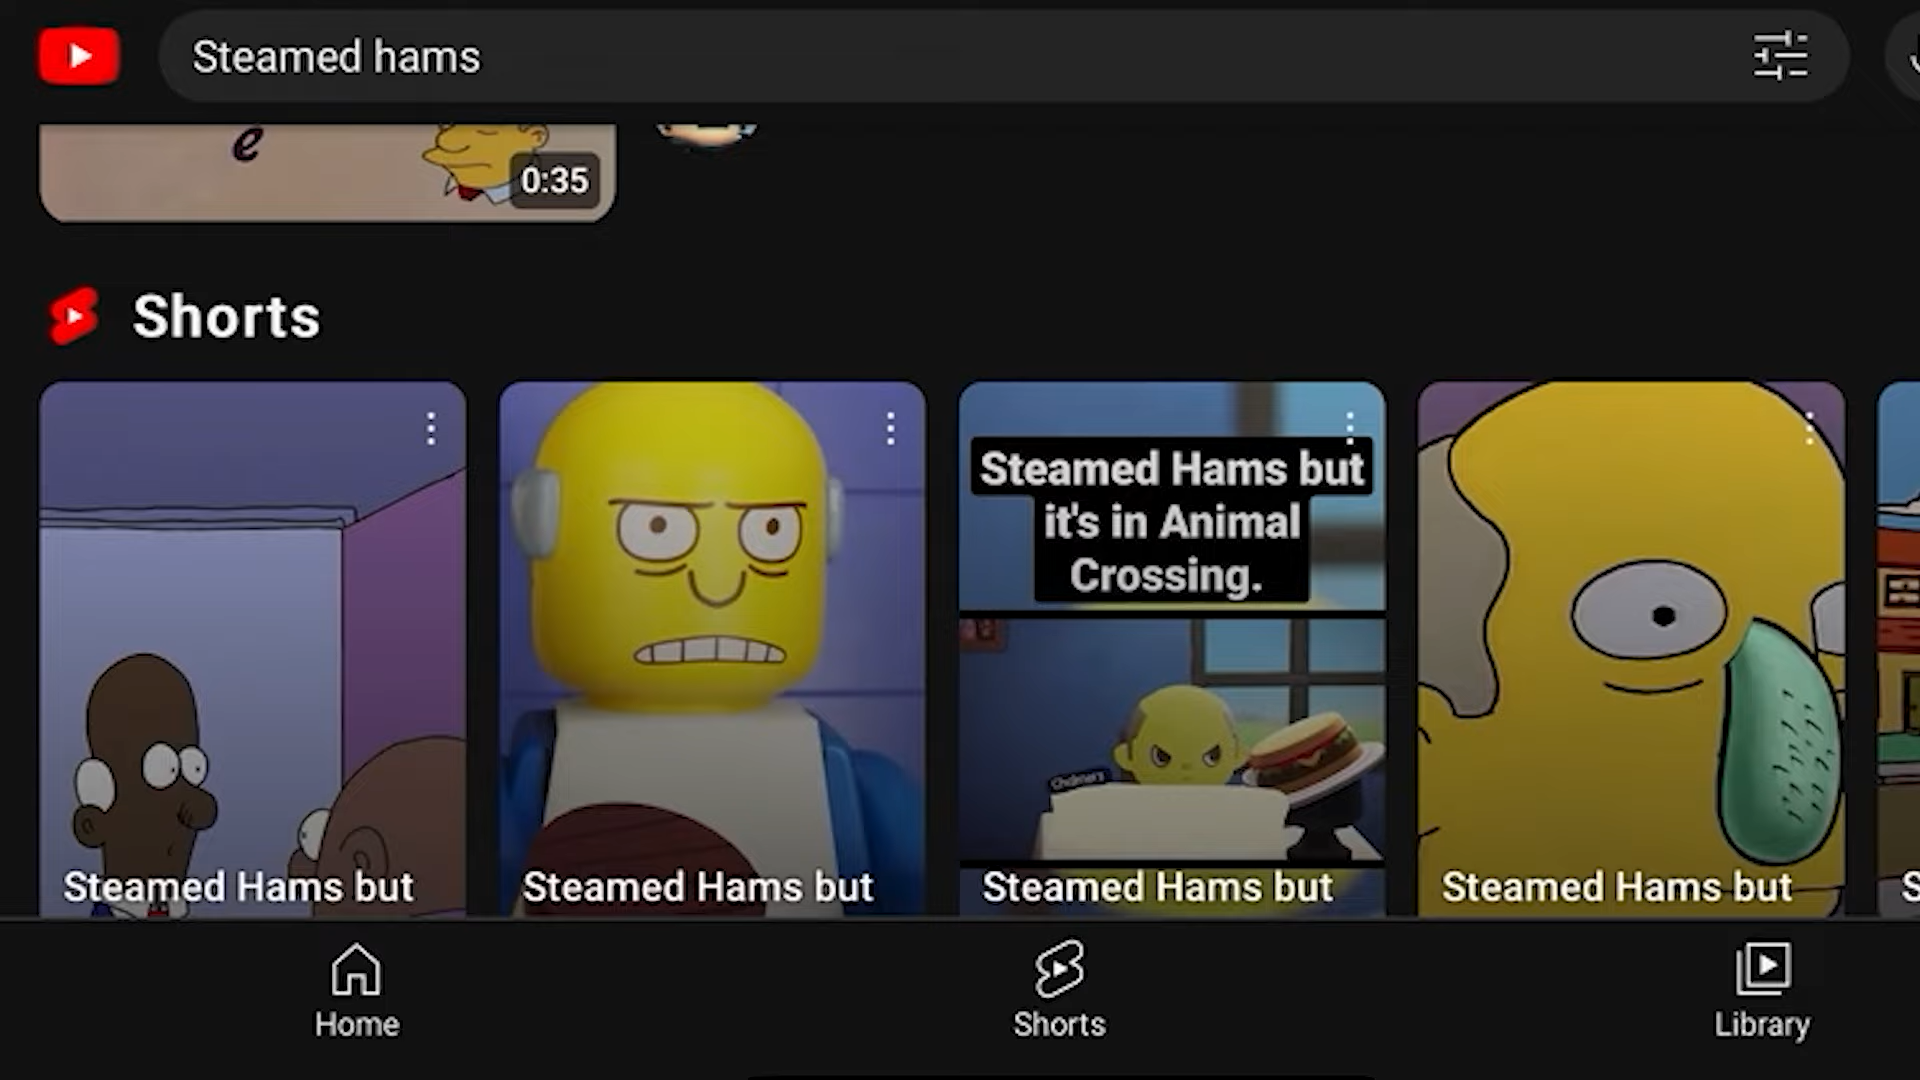 Steamed hams
e
0:35
Shorts
Steamed Hams but
it's in Animal
Crossing.
Chalmers
Steamed Hams but
Steamed Hams but
Steamed Hams but
Steamed Hams but
S
Home
Shorts
Library